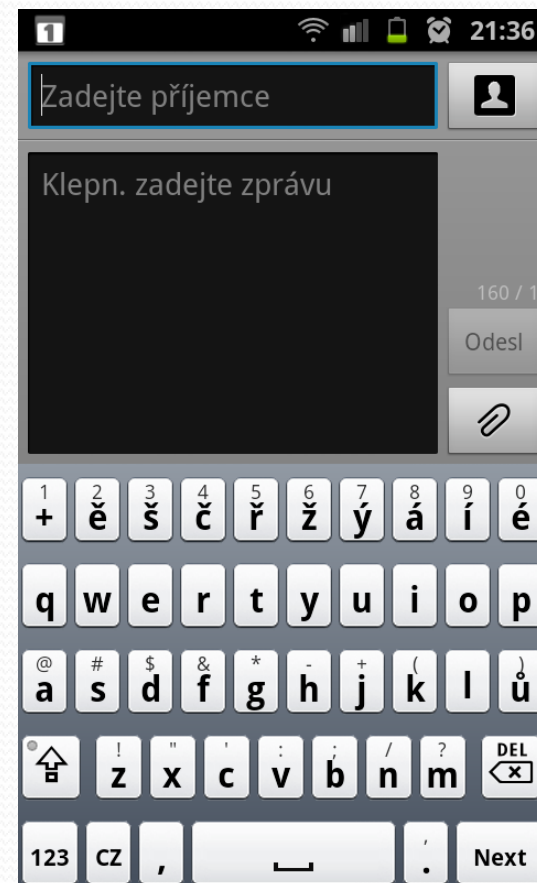 1 21:36
Zadejte příjemce
Klepn. zadejte zprávu
160 / 1
Odesl
1 2 3 4 5 6 7 8 9 0
+ ě š č ř ž ý á í é
q w e r t y u i o p
@ # $ & * - + ( )
a s d f g h j k l ů
! " ' : ; / ? DEL
z x c v b n m
123 CZ , . ' Next